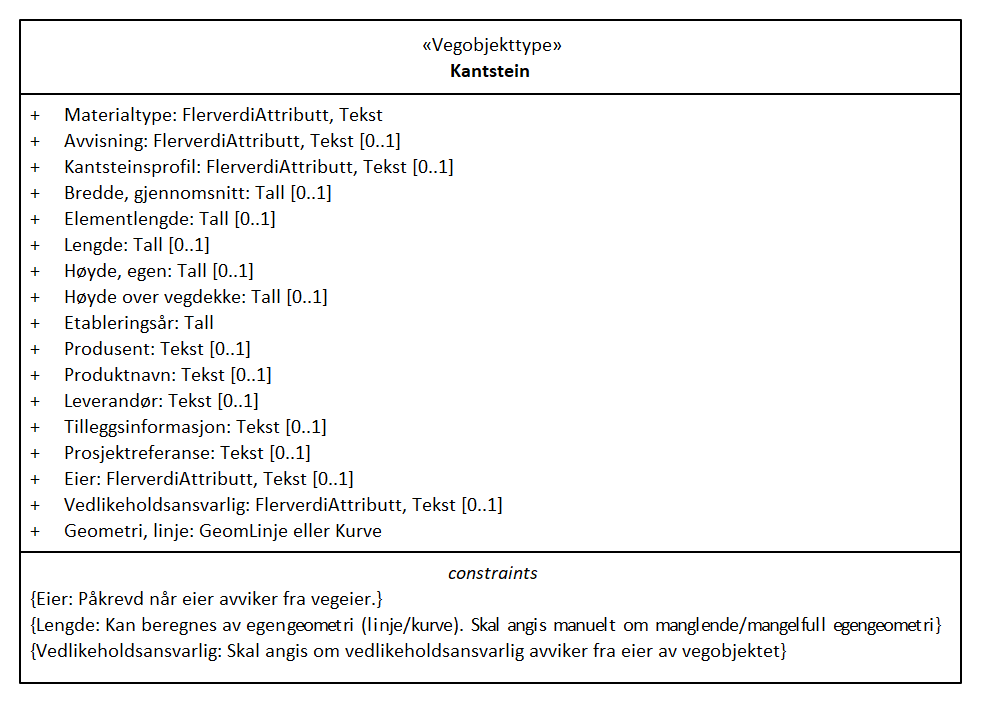 «Vegobjekttype»
Kantstein
+ Materialtype: FlerverdiAttributt, Tekst
+ Avvisning: FlerverdiAttributt, Tekst [0..1]
+ Kantsteinsprofil: FlerverdiAttributt, Tekst [0..1]
+ Bredde, gjennomsnitt: Tall [0..1]
+ Elementlengde: Tall [0..1]
+ Lengde: Tall [0..1]
+ Høyde, egen: Tall [0..1]
+ Høyde over vegdekke: Tall [0..1]
+ Etableringsår: Tall
+ Produsent: Tekst [0..1]
+ Produktnavn: Tekst [0..1]
+ Leverandør: Tekst [0..1]
+ Tilleggsinformasjon: Tekst [0..1]
+ Prosjektreferanse: Tekst [0..1]
+ Eier: FlerverdiAttributt, Tekst [0..1]
+ Vedlikeholdsansvarlig: FlerverdiAttributt, Tekst [0..1]
+ Geometri, linje: GeomLinje eller Kurve
constraints
{Eier: Påkrevd når eier avviker fra vegeier.}
{Lengde: Kan beregnes av egengeometri (linje/kurve). Skal angis manuelt om manglende/mangelfull egengeometri}
{Vedlikeholdsansvarlig: Skal angis om vedlikeholdsansvarlig avviker fra eier av vegobjektet}